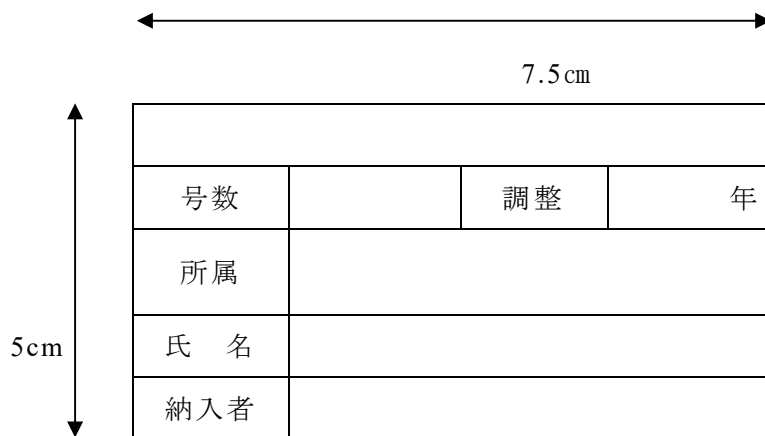 7.5cm
号数 調整 年
所属
5cm
氏 名
納入者